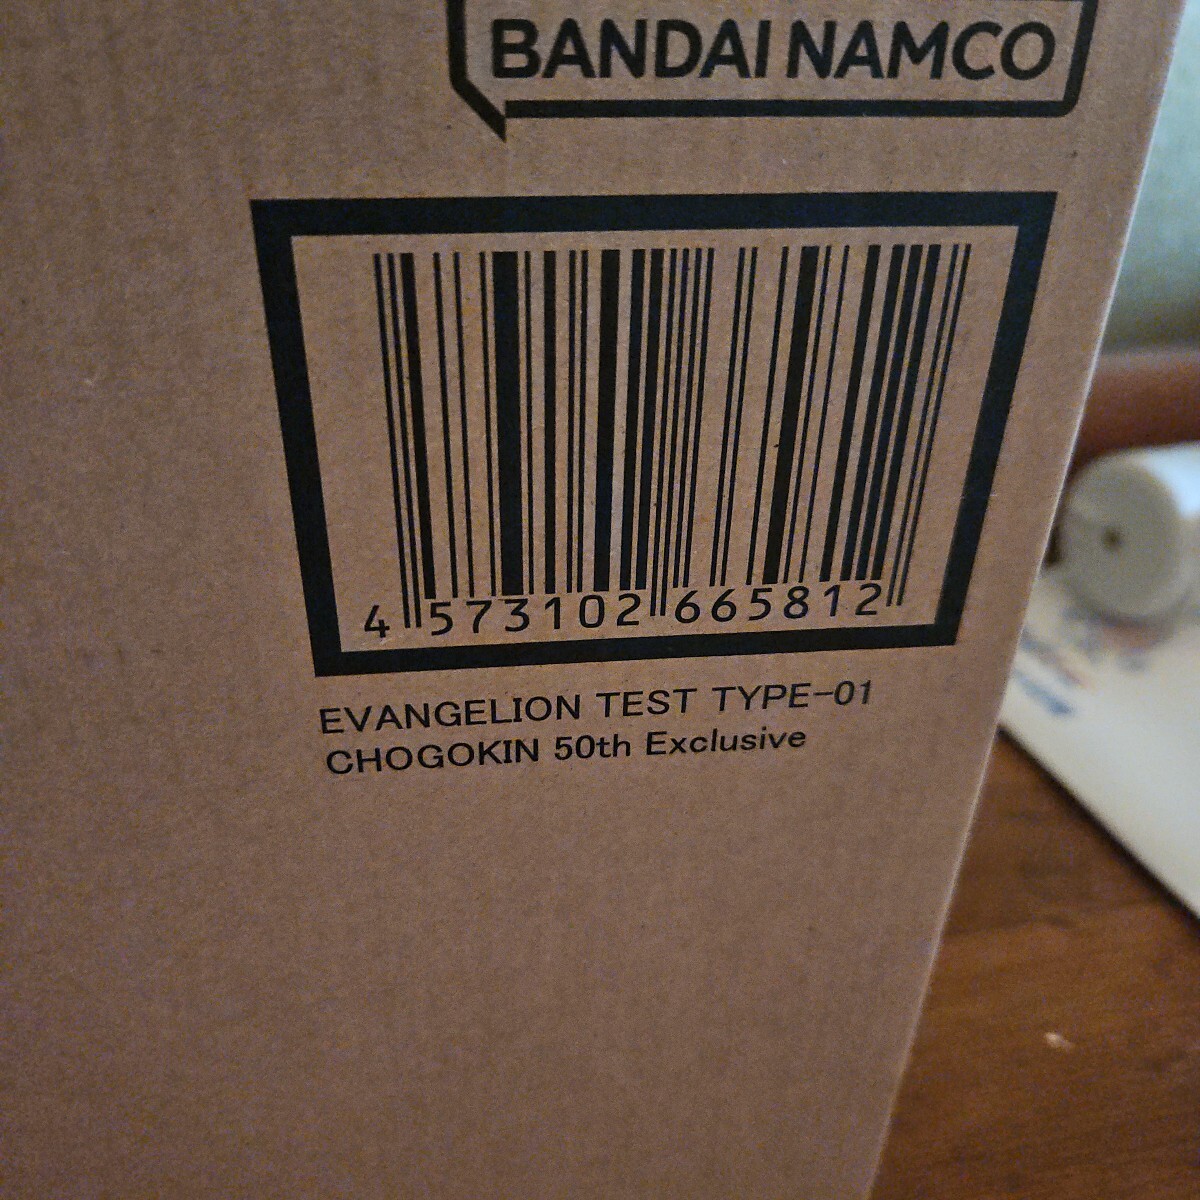 BANDAI NAMCO
4 573102 665812
EVANGELION TEST TYPE-01
CHOGOKIN 50th Exclusive